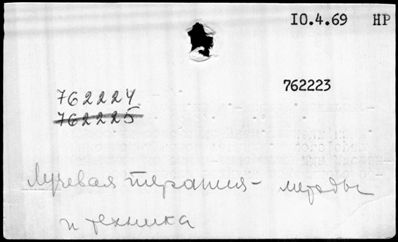 10.4.69 HP
762223
762224
762225
Лучевая терапия - методы
и техника